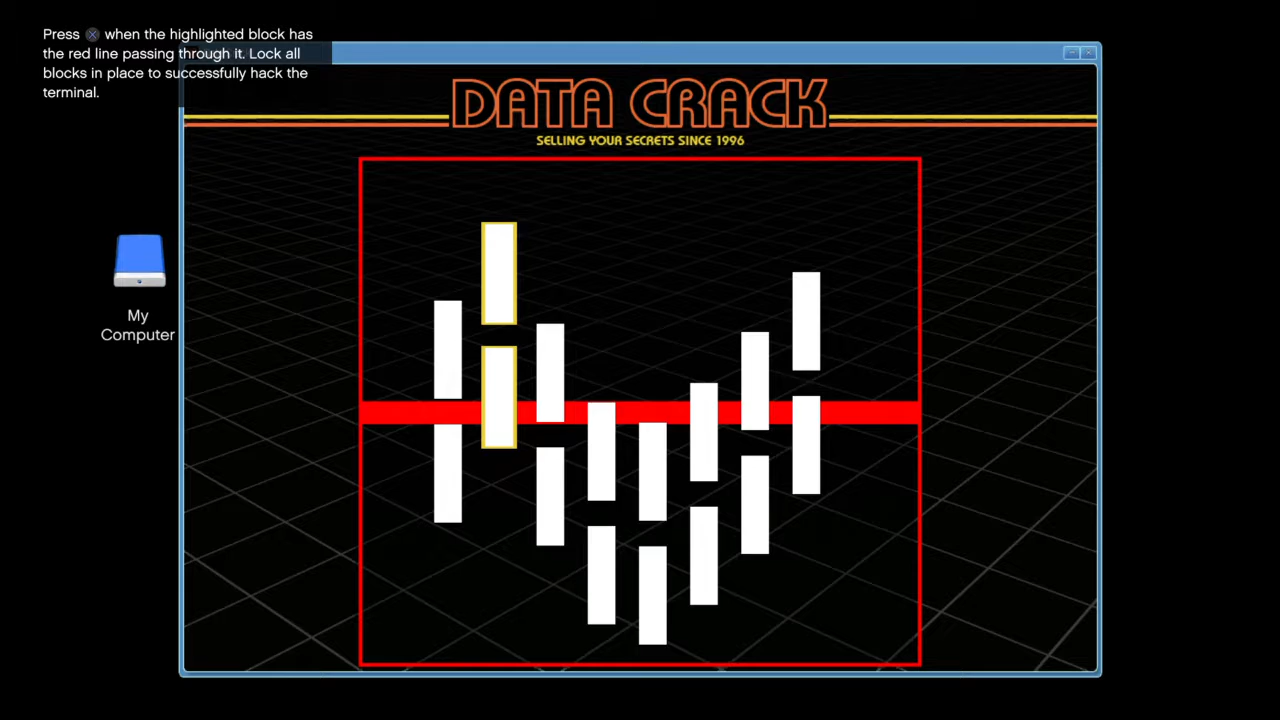 Press ⓧ when the highlighted block has
the red line passing through it. Lock all
blocks in place to successfully hack the
terminal.
DATA CRACK
SELLING YOUR SECRETS SINCE 1996
My
Computer